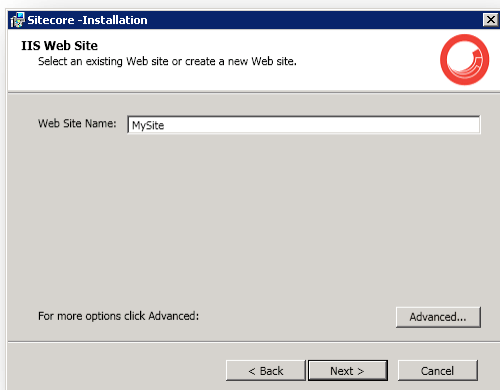 Sitecore -Installation
IIS Web Site
Select an existing Web site or create a new Web site.
Web Site Name: MySite
For more options click Advanced: Advanced...
< Back Next > Cancel